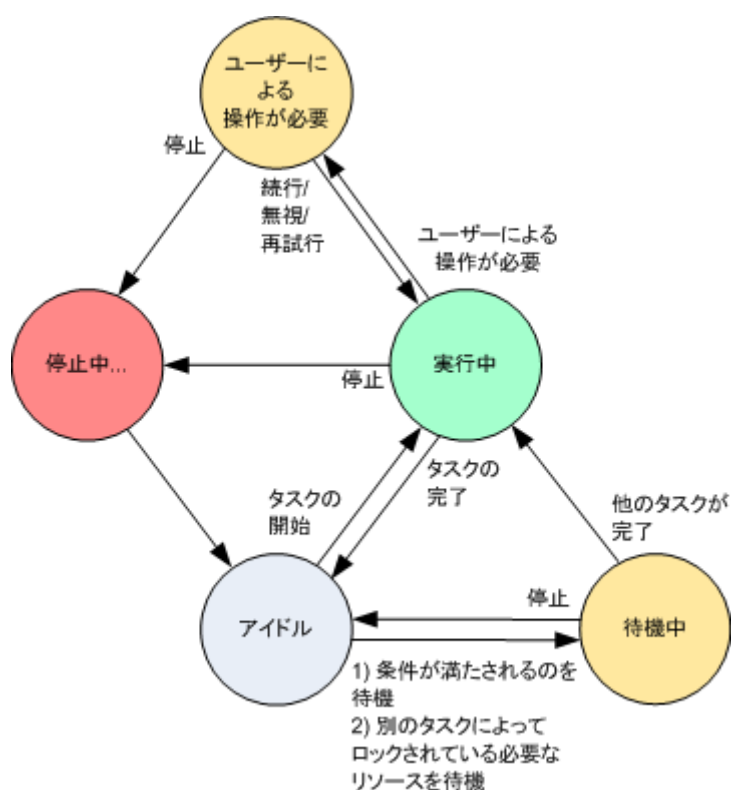 ユーザーに
よる
操作が必要
停止
続行/
無視/
再試行
ユーザーによる
操作が必要
停止中...
停止
実行中
タスクの
開始
タスクの
完了
他のタスクが
完了
アイドル
停止
待機中
1) 条件が満たされるのを
待機
2) 別のタスクによって
ロックされている必要な
リソースを待機